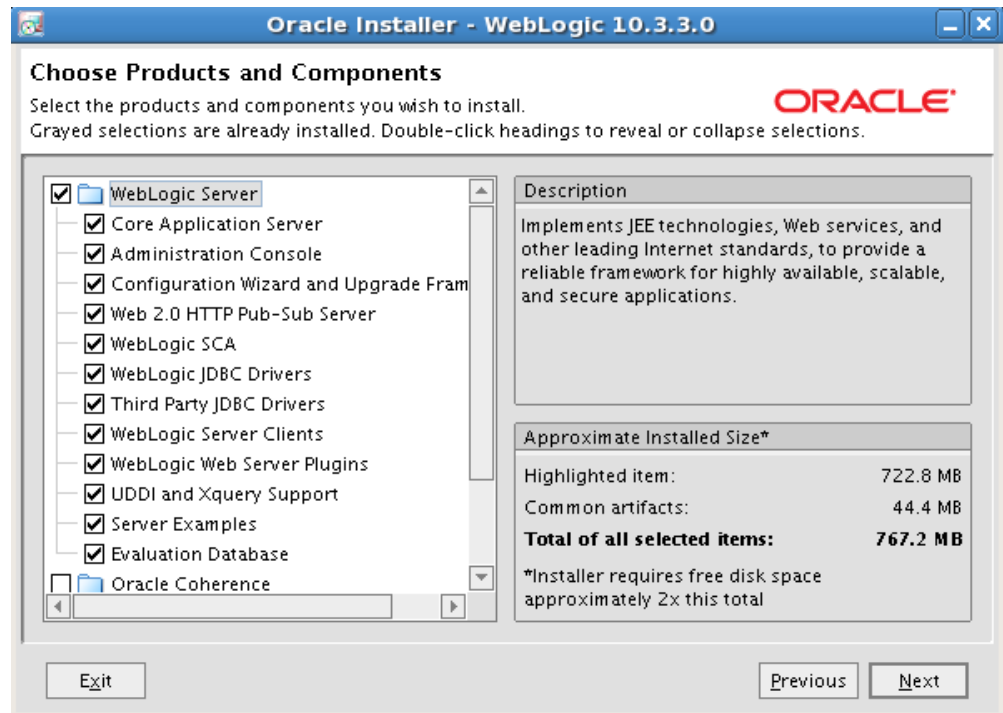 Oracle Installer - WebLogic 10.3.3.0
Choose Products and Components
Select the products and components you wish to install.
Grayed selections are already installed. Double-click headings to reveal or collapse selections.
ORACLE
WebLogic Server
Core Application Server
Administration Console
Configuration Wizard and Upgrade Fram
Web 2.0 HTTP Pub-Sub Server
WebLogic SCA
WebLogic JDBC Drivers
Third Party JDBC Drivers
WebLogic Server Clients
WebLogic Web Server Plugins
UDDI and Xquery Support
Server Examples
Evaluation Database
Oracle Coherence
Description
Implements JEE technologies, Web services, and
other leading Internet standards, to provide a
reliable framework for highly available, scalable,
and secure applications.
Approximate Installed Size*
Highlighted item: 722.8 MB
Common artifacts: 44.4 MB
Total of all selected items: 767.2 MB
*Installer requires free disk space
approximately 2x this total
Exit
Previous
Next